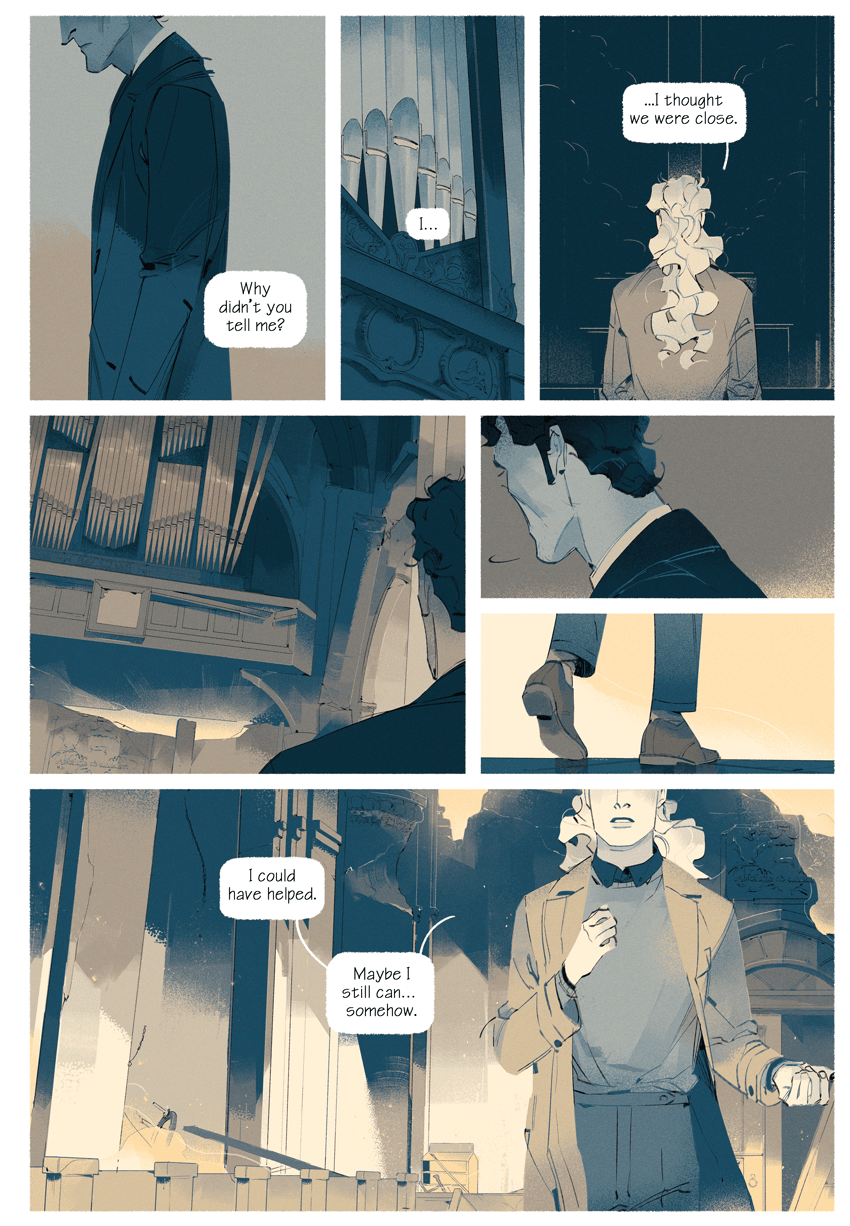 Why
didn't you
tell me?
I...
...I thought
we were close.
I could
have helped.
Maybe I
still can...
somehow.